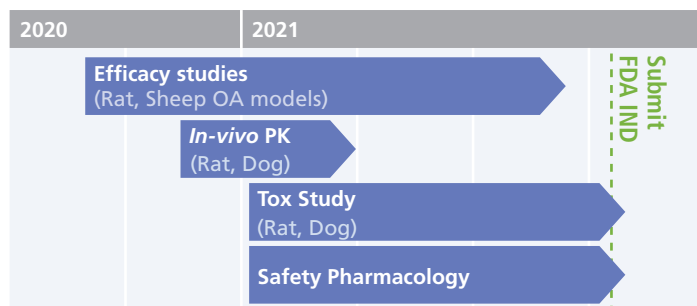 2020
2021
Efficacy studies
(Rat, Sheep OA models)
Submit
FDA IND
In-vivo PK
(Rat, Dog)
Tox Study
(Rat, Dog)
Safety Pharmacology